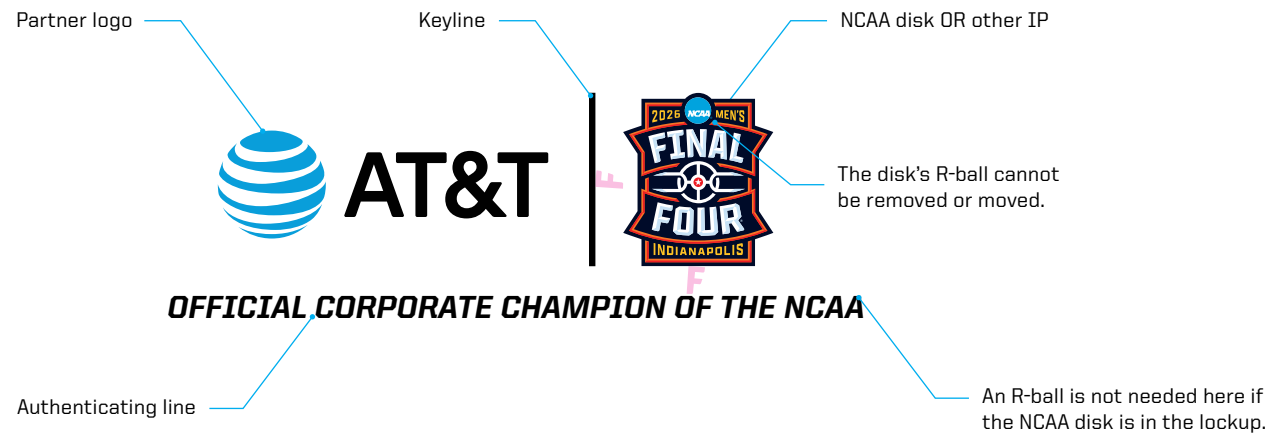 Partner logo
Keyline
NCAA disk OR other IP
2026 NCAA MEN'S
FINAL
FOUR
INDIANAPOLIS
AT&T
F
The disk's R-ball cannot
be removed or moved.
F
OFFICIAL CORPORATE CHAMPION OF THE NCAA
Authenticating line
An R-ball is not needed here if
the NCAA disk is in the lockup.